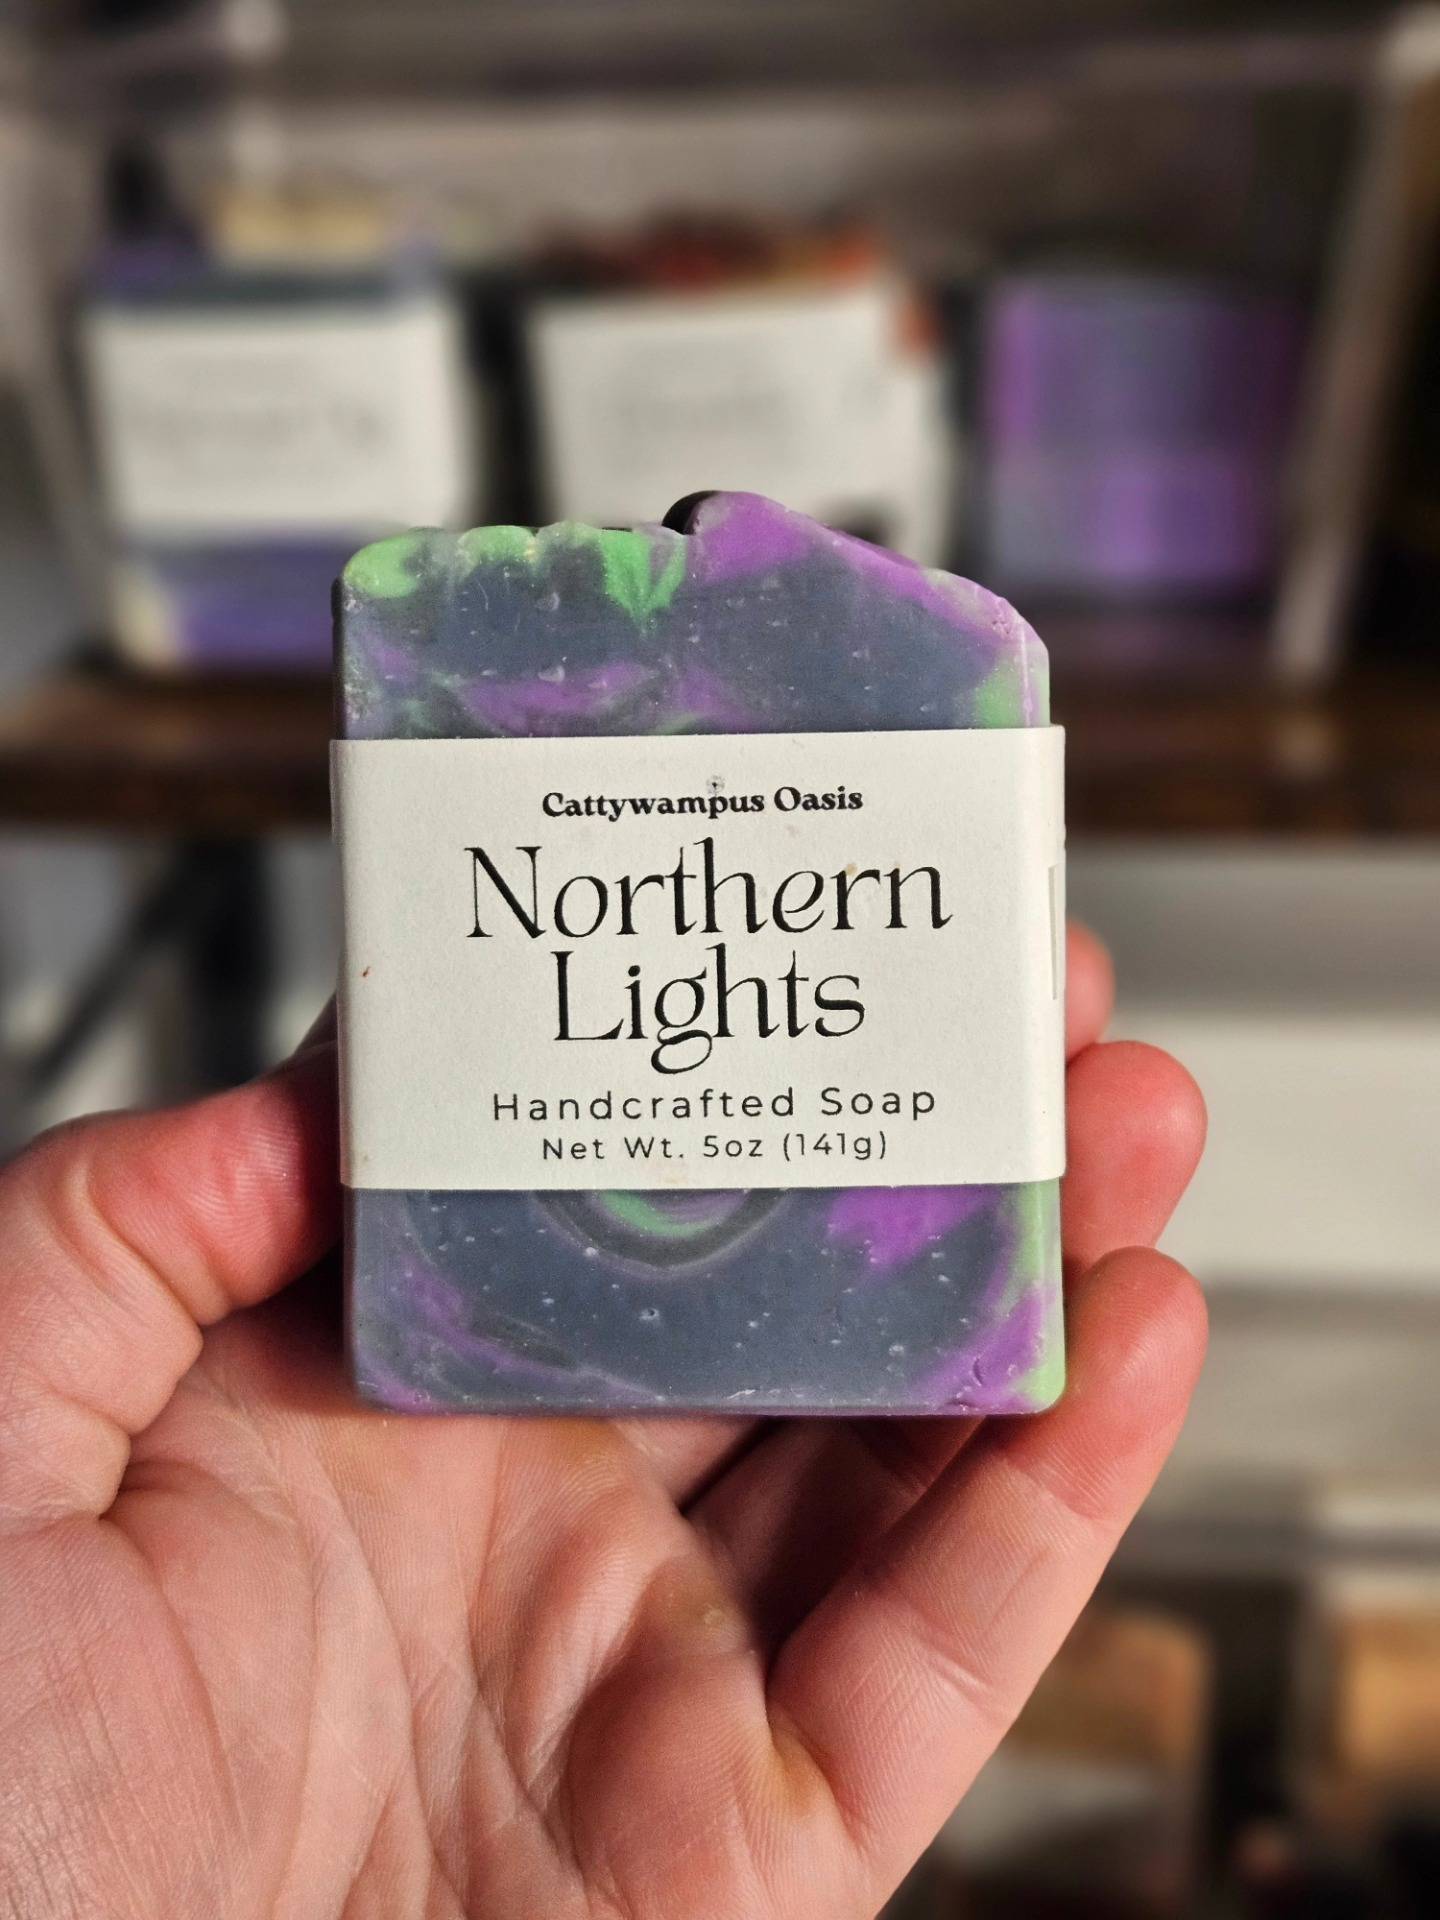 Cattywampus Oasis
Northern
Lights
Handcrafted Soap
Net Wt. 5oz (141g)